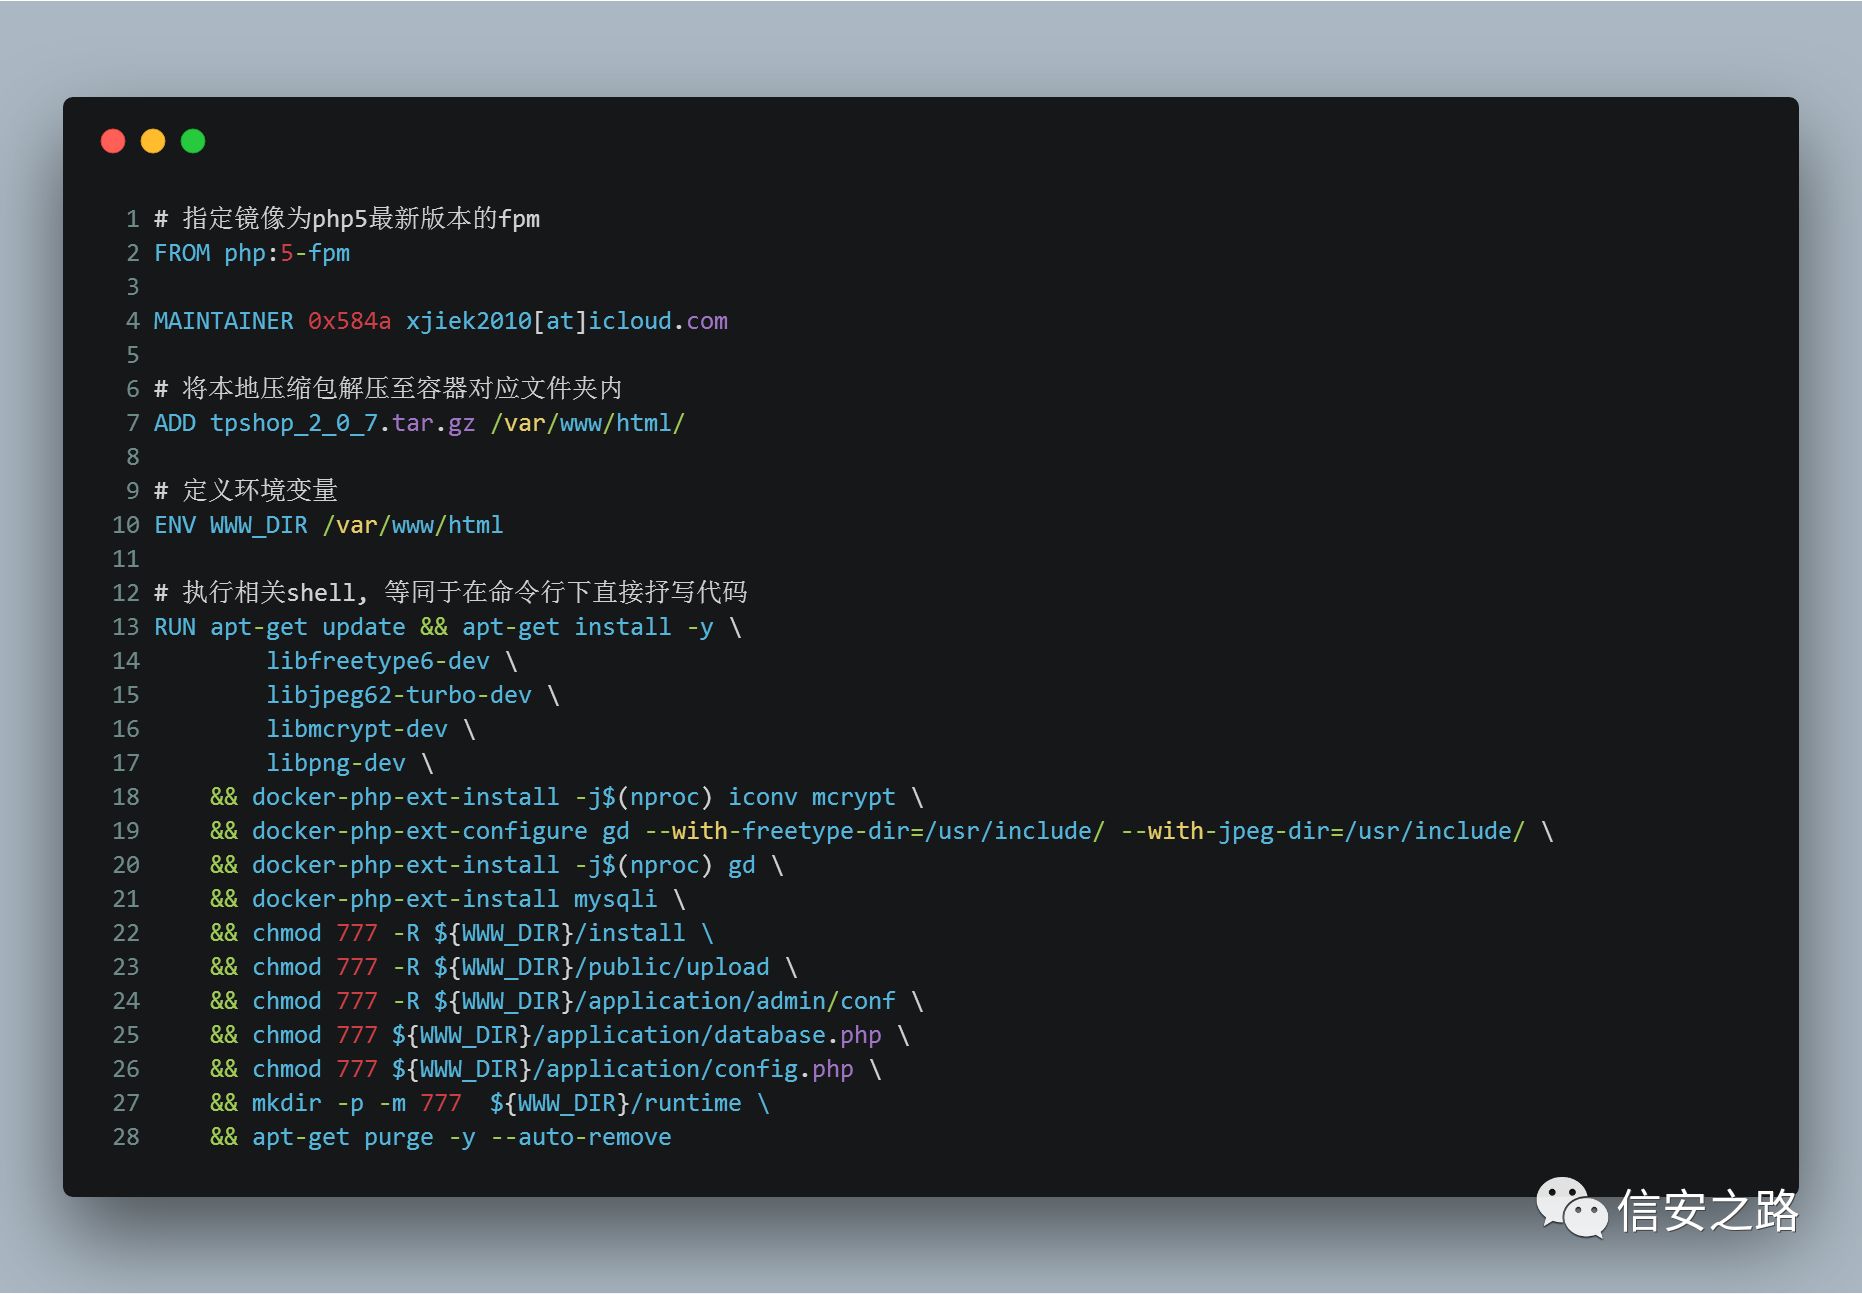 1 # 指定镜像为php5最新版本的fpm
2 FROM php:5-fpm
3
4 MAINTAINER 0x584a xjiek2010[at]icloud.com
5
6 # 将本地压缩包解压至容器对应文件夹内
7 ADD tpshop_2_0_7.tar.gz /var/www/html/
8
9 # 定义环境变量
10 ENV WWW_DIR /var/www/html
11
12 # 执行相关shell, 等同于在命令行下直接抒写代码
13 RUN apt-get update && apt-get install -y \
14         libfreetype6-dev \
15         libjpeg62-turbo-dev \
16         libmcrypt-dev \
17         libpng-dev \
18     && docker-php-ext-install -j$(nproc) iconv mcrypt \
19     && docker-php-ext-configure gd --with-freetype-dir=/usr/include/ --with-jpeg-dir=/usr/include/ \
20     && docker-php-ext-install -j$(nproc) gd \
21     && docker-php-ext-install mysqli \
22     && chmod 777 -R ${WWW_DIR}/install \
23     && chmod 777 -R ${WWW_DIR}/public/upload \
24     && chmod 777 -R ${WWW_DIR}/application/admin/conf \
25     && chmod 777 ${WWW_DIR}/application/database.php \
26     && chmod 777 ${WWW_DIR}/application/config.php \
27     && mkdir -p -m 777  ${WWW_DIR}/runtime \
28     && apt-get purge -y --auto-remove
信安之路